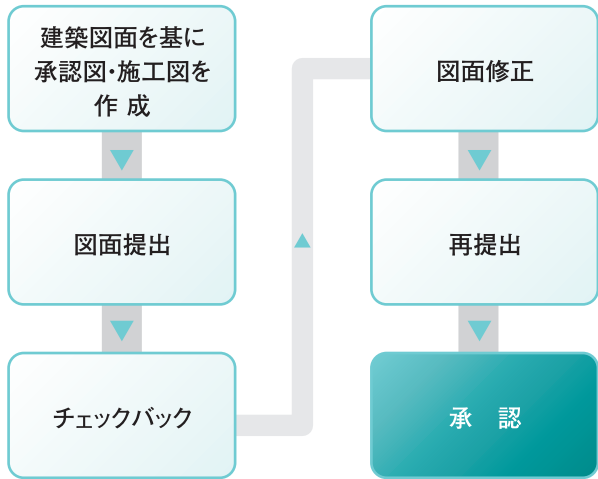 建築図面を基に
承認図・施工図を
作 成
図面提出
チェックバック
図面修正
再提出
承 認